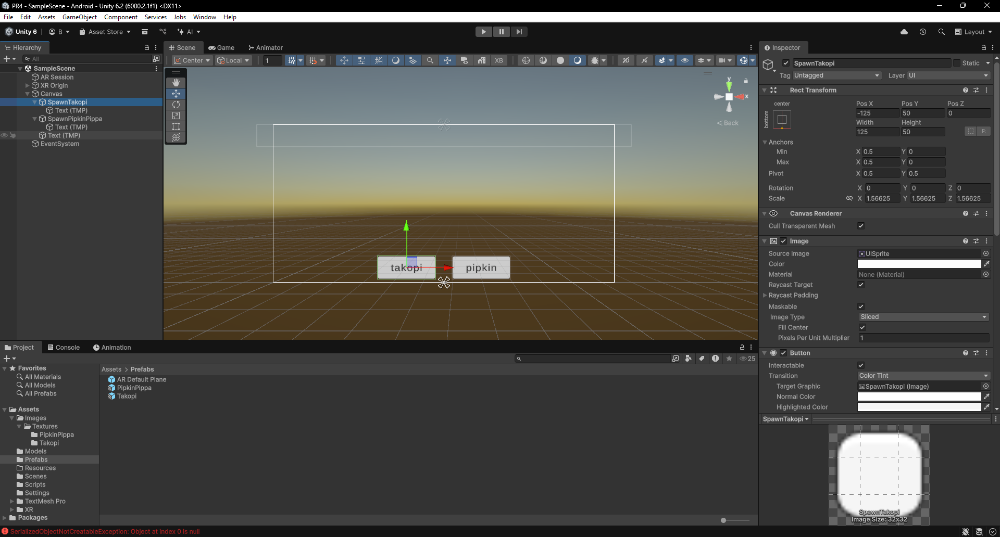 PR4 - SampleScene - Android - Unity 6.2 (6000.2.1f1) <DX11>
File Edit Assets GameObject Component Services Jobs Window Help
Unity 6 B Asset Store AI Layout
Hierarchy
All
SampleScene
AR Session
XR Origin
Canvas
SpawnTakopi
Text (TMP)
SpawnPipkinPippa
Text (TMP)
Text (TMP)
EventSystem
Scene Game Animator
Center Local 1 XB 2D
y
x
Back
takopi pipkin
Inspector
SpawnTakopi Static
Tag Untagged Layer UI
Rect Transform
center
bottom
Pos X Pos Y Pos Z
-125 50 0
Width Height
125 50 R
Anchors
Min X 0.5 Y 0
Max X 0.5 Y 0
Pivot X 0.5 Y 0.5
Rotation X 0 Y 0 Z 0
Scale X 1.56625 Y 1.56625 Z 1.56625
Canvas Renderer
Cull Transparent Mesh
Image
Source Image UISprite
Color
Material None (Material)
Raycast Target
Raycast Padding
Maskable
Image Type Sliced
Fill Center
Pixels Per Unit Multiplier 1
Button
Interactable
Transition Color Tint
Target Graphic SpawnTakopi (Image)
Normal Color
Highlighted Color
SpawnTakopi
SpawnTakopi
Image Size: 32x32
Project Console Animation
25
Favorites
All Materials
All Models
All Prefabs
Assets
Images
Textures
PipkinPippa
Takopi
Models
Prefabs
Resources
Scenes
Scripts
Settings
TextMesh Pro
XR
Packages
Assets > Prefabs
AR Default Plane
PipkinPippa
Takopi
SerializedObjectNotCreatableException: Object at index 0 is null